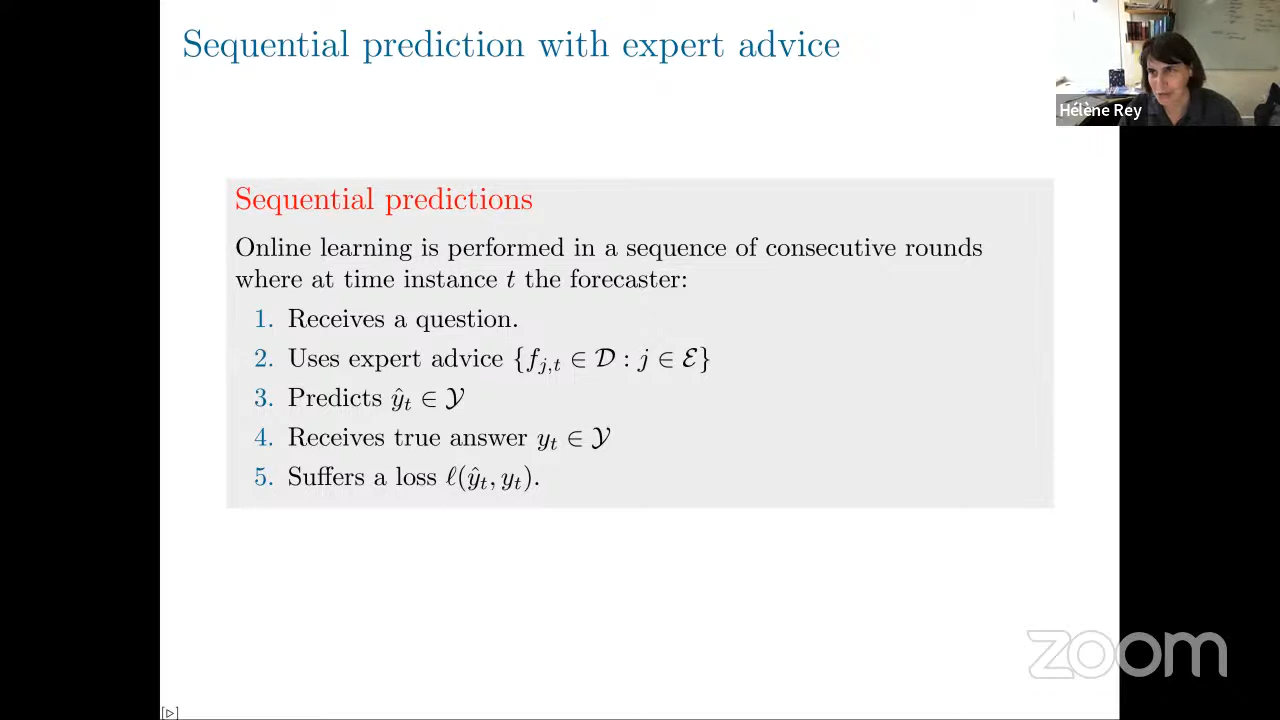 Sequential prediction with expert advice
Hélène Rey
Sequential predictions
Online learning is performed in a sequence of consecutive rounds
where at time instance t the forecaster:
1. Receives a question.
2. Uses expert advice {f_{j,t} ∈ 𝒟 : j ∈ ℰ}
3. Predicts ŷ_t ∈ 𝒴
4. Receives true answer y_t ∈ 𝒴
5. Suffers a loss ℓ(ŷ_t, y_t).
zoom